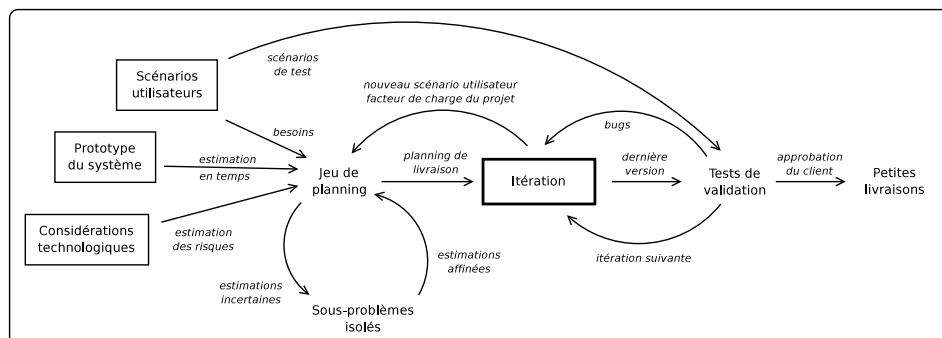 scénarios
de test
Scénarios
utilisateurs
nouveau scénario utilisateur
facteur de charge du projet
besoins
bugs
Prototype
du système
estimation
en temps
Jeu de
planning
planning de
livraison
Itération
dernière
version
Tests de
validation
approbation
du client
Petites
livraisons
Considérations
technologiques
estimation
des risques
estimations
affinées
itération suivante
estimations
incertaines
Sous-problèmes
isolés